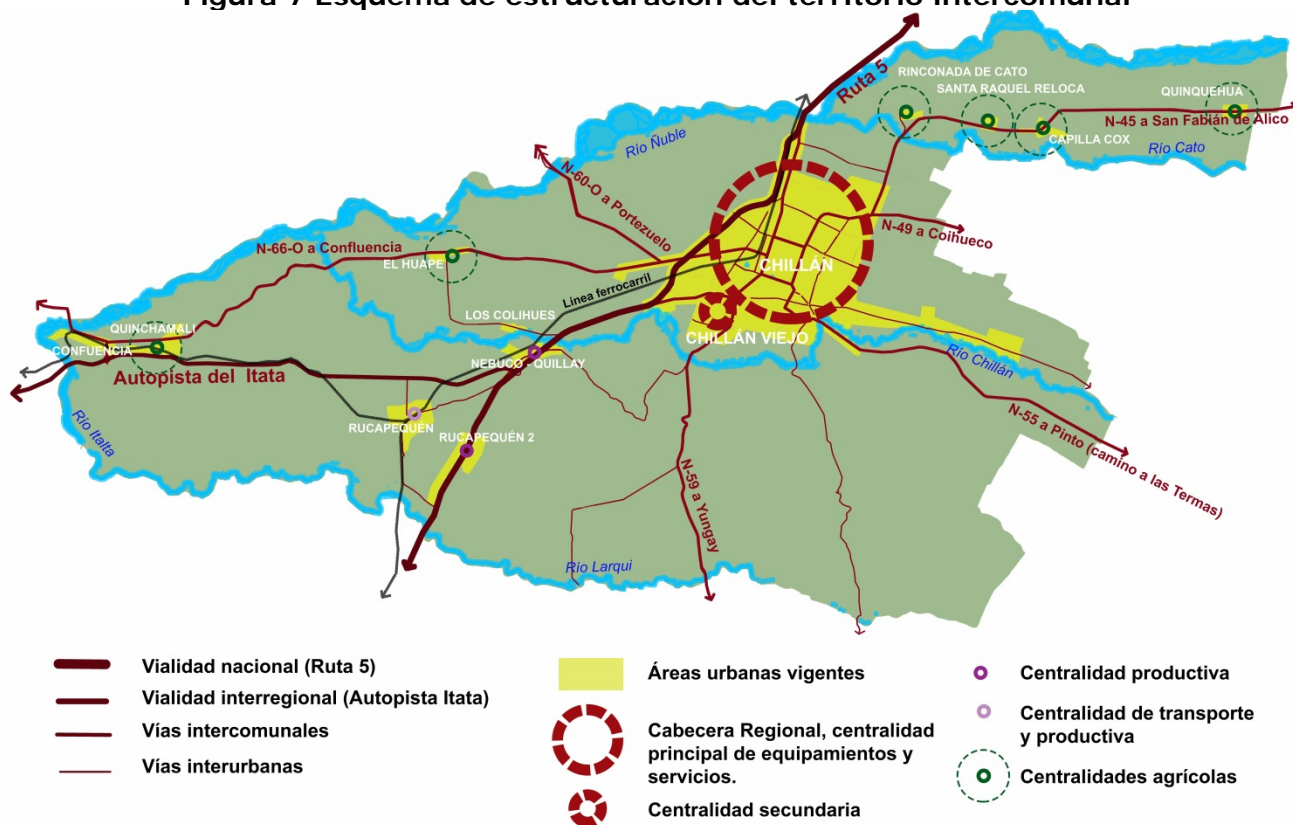 Figura 7 Esquema de estructuración del territorio intercomunal
Ruta 5
RINCONADA DE CATO
SANTA RAQUEL RELOCA
QUINQUEHUA
N-45 a San Fabián de Alico
CAPILLA COX
Río Cato
Río Ñuble
N-60-O a Portezuelo
N-49 a Coihueco
N-66-O a Confluencia
EL HUAPE
CHILLÁN
Línea ferrocarril
LOS COLIHUES
QUINCHAMALI
CONFUENCIA
CHILLÁN VIEJO
NEBUCO - QUILLAY
Río Chillán
Autopista del Itata
Río Italta
RUCAPEQUÉN
RUCAPEQUÉN 2
N-55 a Pinto (camino a las Termas)
N-59 a Yungay
Río Larqui
Vialidad nacional (Ruta 5)
Vialidad interregional (Autopista Itata)
Vías intercomunales
Vías interurbanas
Áreas urbanas vigentes
Cabecera Regional, centralidad
principal de equipamientos y
servicios.
Centralidad secundaria
Centralidad productiva
Centralidad de transporte
y productiva
Centralidades agrícolas